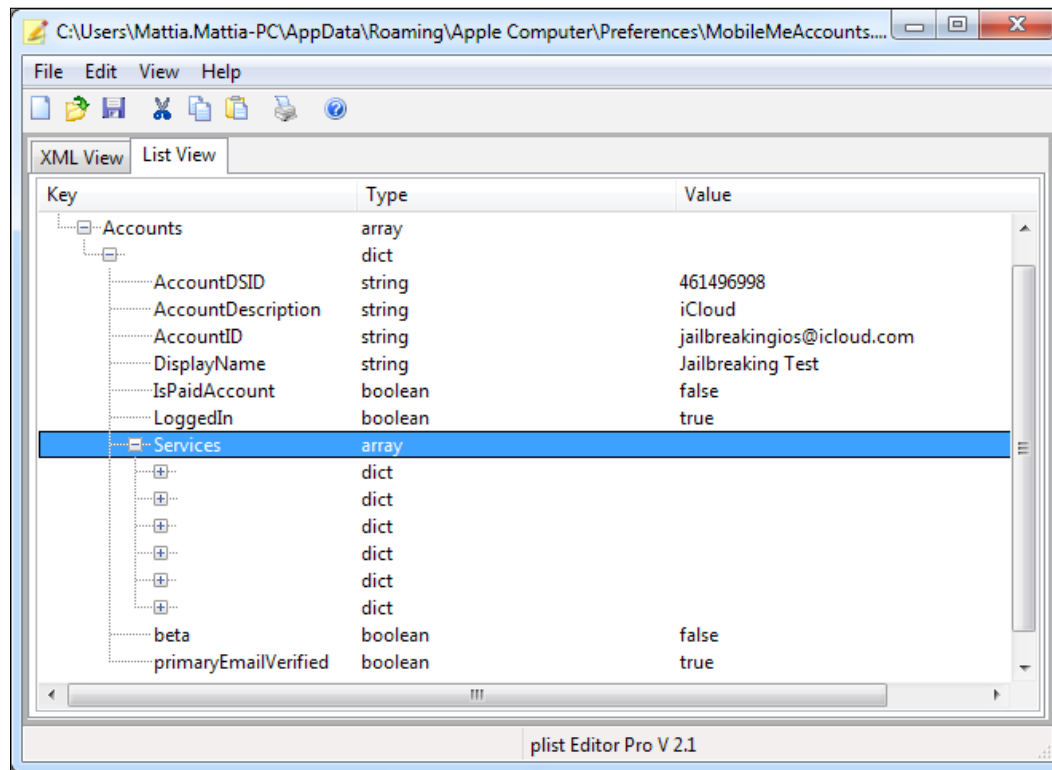 C:\Users\Mattia.Mattia-PC\AppData\Roaming\Apple Computer\Preferences\MobileMeAccounts....
File Edit View Help
XML View List View
Key Type Value
Accounts array
dict
AccountDSID string 461496998
AccountDescription string iCloud
AccountID string jailbreakingios@icloud.com
DisplayName string Jailbreaking Test
IsPaidAccount boolean false
LoggedIn boolean true
Services array
dict
dict
dict
dict
dict
dict
beta boolean false
primaryEmailVerified boolean true
plist Editor Pro V 2.1